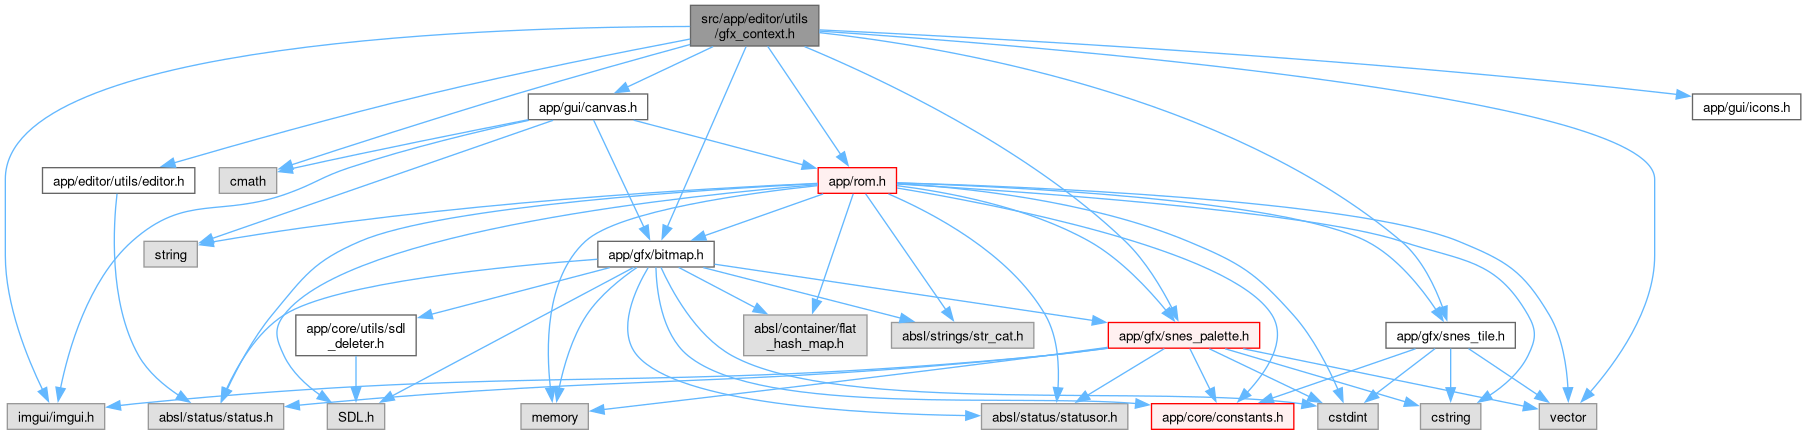 src/app/editor/utils
/gfx_context.h
app/gui/canvas.h
app/gui/icons.h
app/editor/utils/editor.h
cmath
app/rom.h
string
app/gfx/bitmap.h
app/core/utils/sdl
_deleter.h
absl/container/flat
_hash_map.h
absl/strings/str_cat.h
app/gfx/snes_palette.h
app/gfx/snes_tile.h
imgui/imgui.h
absl/status/status.h
SDL.h
memory
absl/status/statusor.h
app/core/constants.h
cstdint
cstring
vector